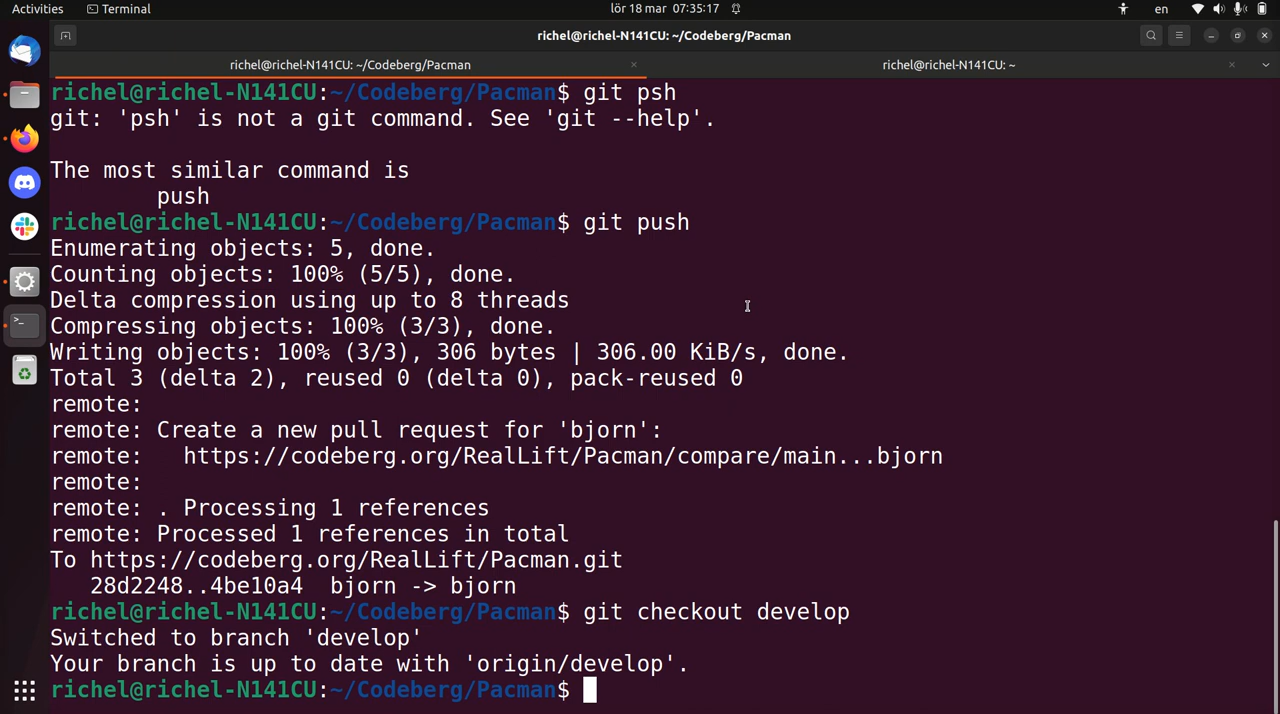 Activities
Terminal
lör 18 mar 07:35:17
en
richel@richel-N141CU: ~/Codeberg/Pacman
richel@richel-N141CU: ~/Codeberg/Pacman
richel@richel-N141CU: ~
richel@richel-N141CU:~/Codeberg/Pacman$ git psh
git: 'psh' is not a git command. See 'git --help'.
The most similar command is
push
richel@richel-N141CU:~/Codeberg/Pacman$ git push
Enumerating objects: 5, done.
Counting objects: 100% (5/5), done.
Delta compression using up to 8 threads
Compressing objects: 100% (3/3), done.
Writing objects: 100% (3/3), 306 bytes | 306.00 KiB/s, done.
Total 3 (delta 2), reused 0 (delta 0), pack-reused 0
remote:
remote: Create a new pull request for 'bjorn':
remote:   https://codeberg.org/RealLift/Pacman/compare/main...bjorn
remote:
remote: . Processing 1 references
remote: Processed 1 references in total
To https://codeberg.org/RealLift/Pacman.git
28d2248..4be10a4  bjorn -> bjorn
richel@richel-N141CU:~/Codeberg/Pacman$ git checkout develop
Switched to branch 'develop'
Your branch is up to date with 'origin/develop'.
richel@richel-N141CU:~/Codeberg/Pacman$